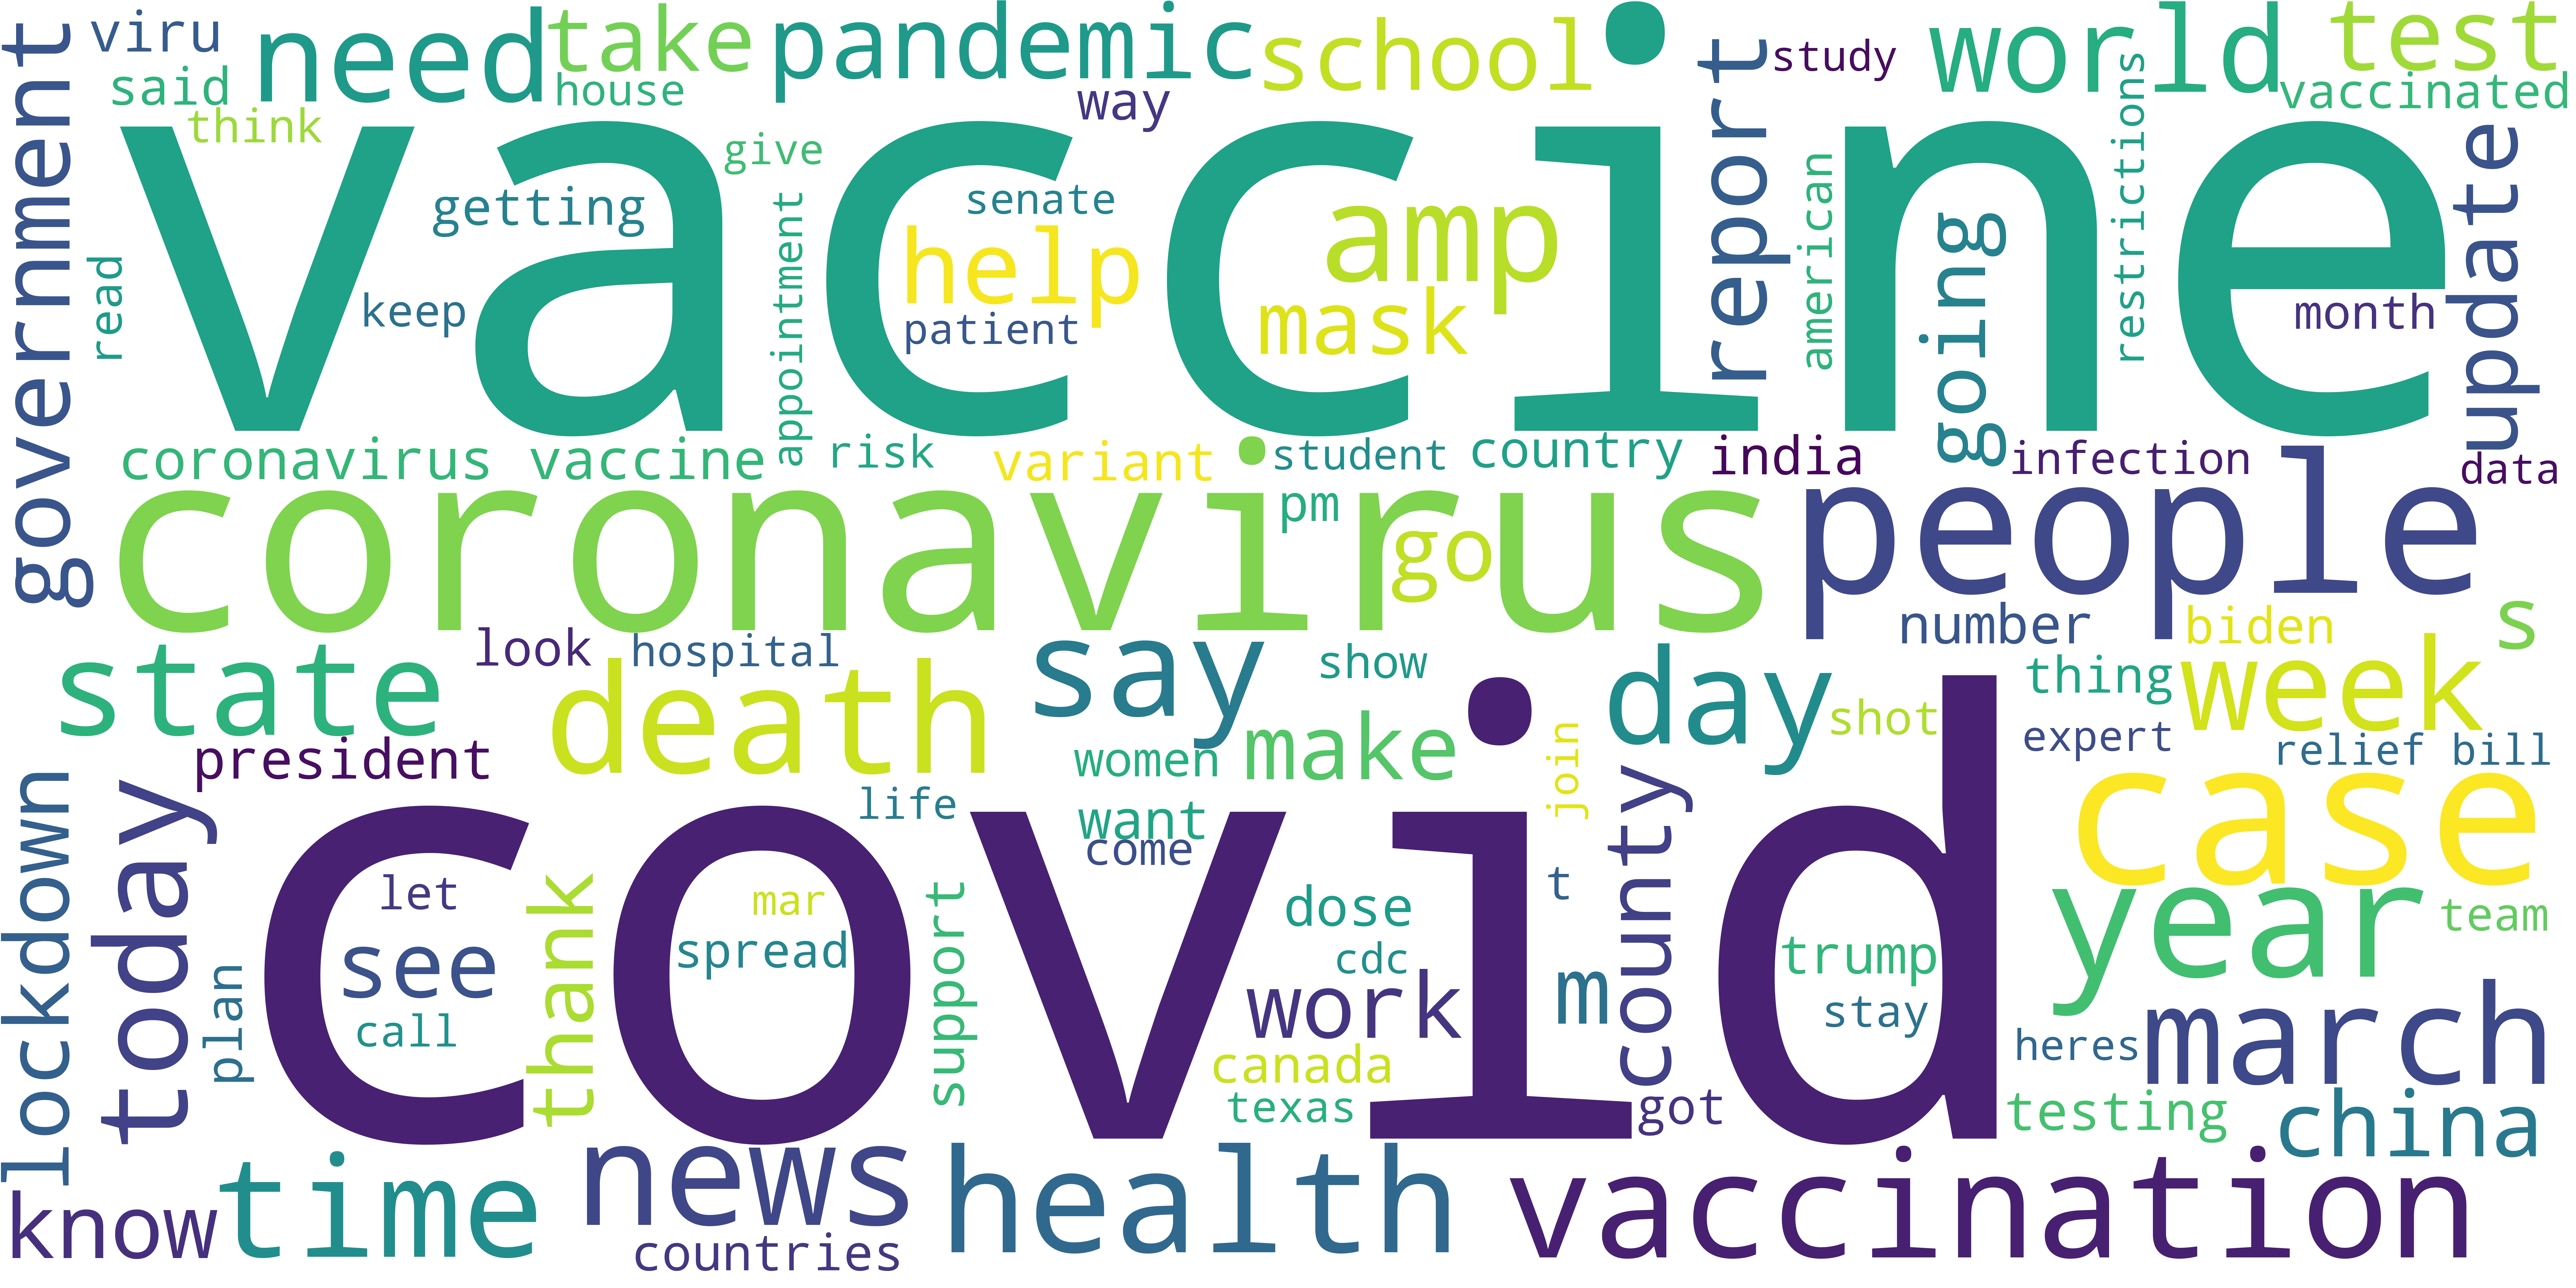 viru
need
take
pandemic
school
world
test
said
house
way
study
vaccinated
think
government
vaccine
report
restrictions
give
getting
senate
amp
american
going
update
read
keep
appointment
help
patient
mask
month
coronavirus vaccine
risk
variant
student
country
india
infection
data
coronavirus
pm
go
people
number
biden
s
state
look
hospital
say
show
day
thing
week
death
president
women
make
shot
expert
relief bill
lockdown
today
life
want
come
join
county
case
covid
let
see
call
plan
thank
mar
spread
support
dose
cdc
work
t
m
trump
stay
year
team
canada
texas
got
heres
march
testing
china
know
time
news
countries
health
vaccination